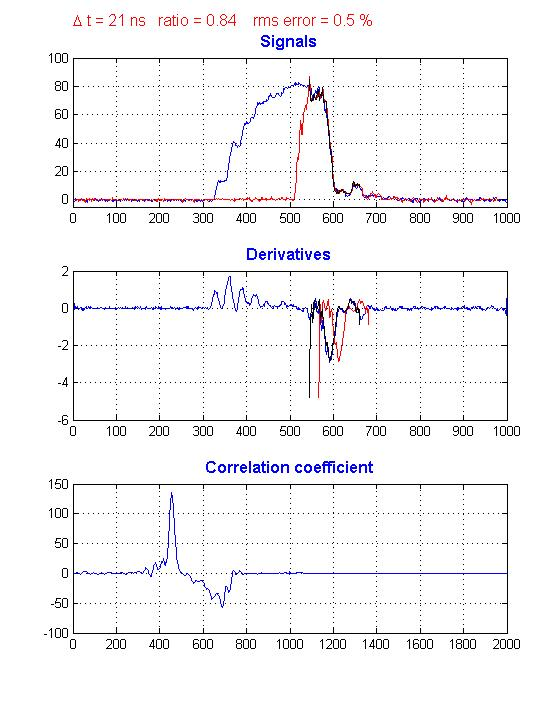 Δ t = 21 ns ratio = 0.84 rms error = 0.5 %
Signals
100
80
60
40
20
0
0 100 200 300 400 500 600 700 800 900 1000
Derivatives
2
0
-2
-4
-6
0 100 200 300 400 500 600 700 800 900 1000
Correlation coefficient
150
100
50
0
-50
-100
0 200 400 600 800 1000 1200 1400 1600 1800 2000